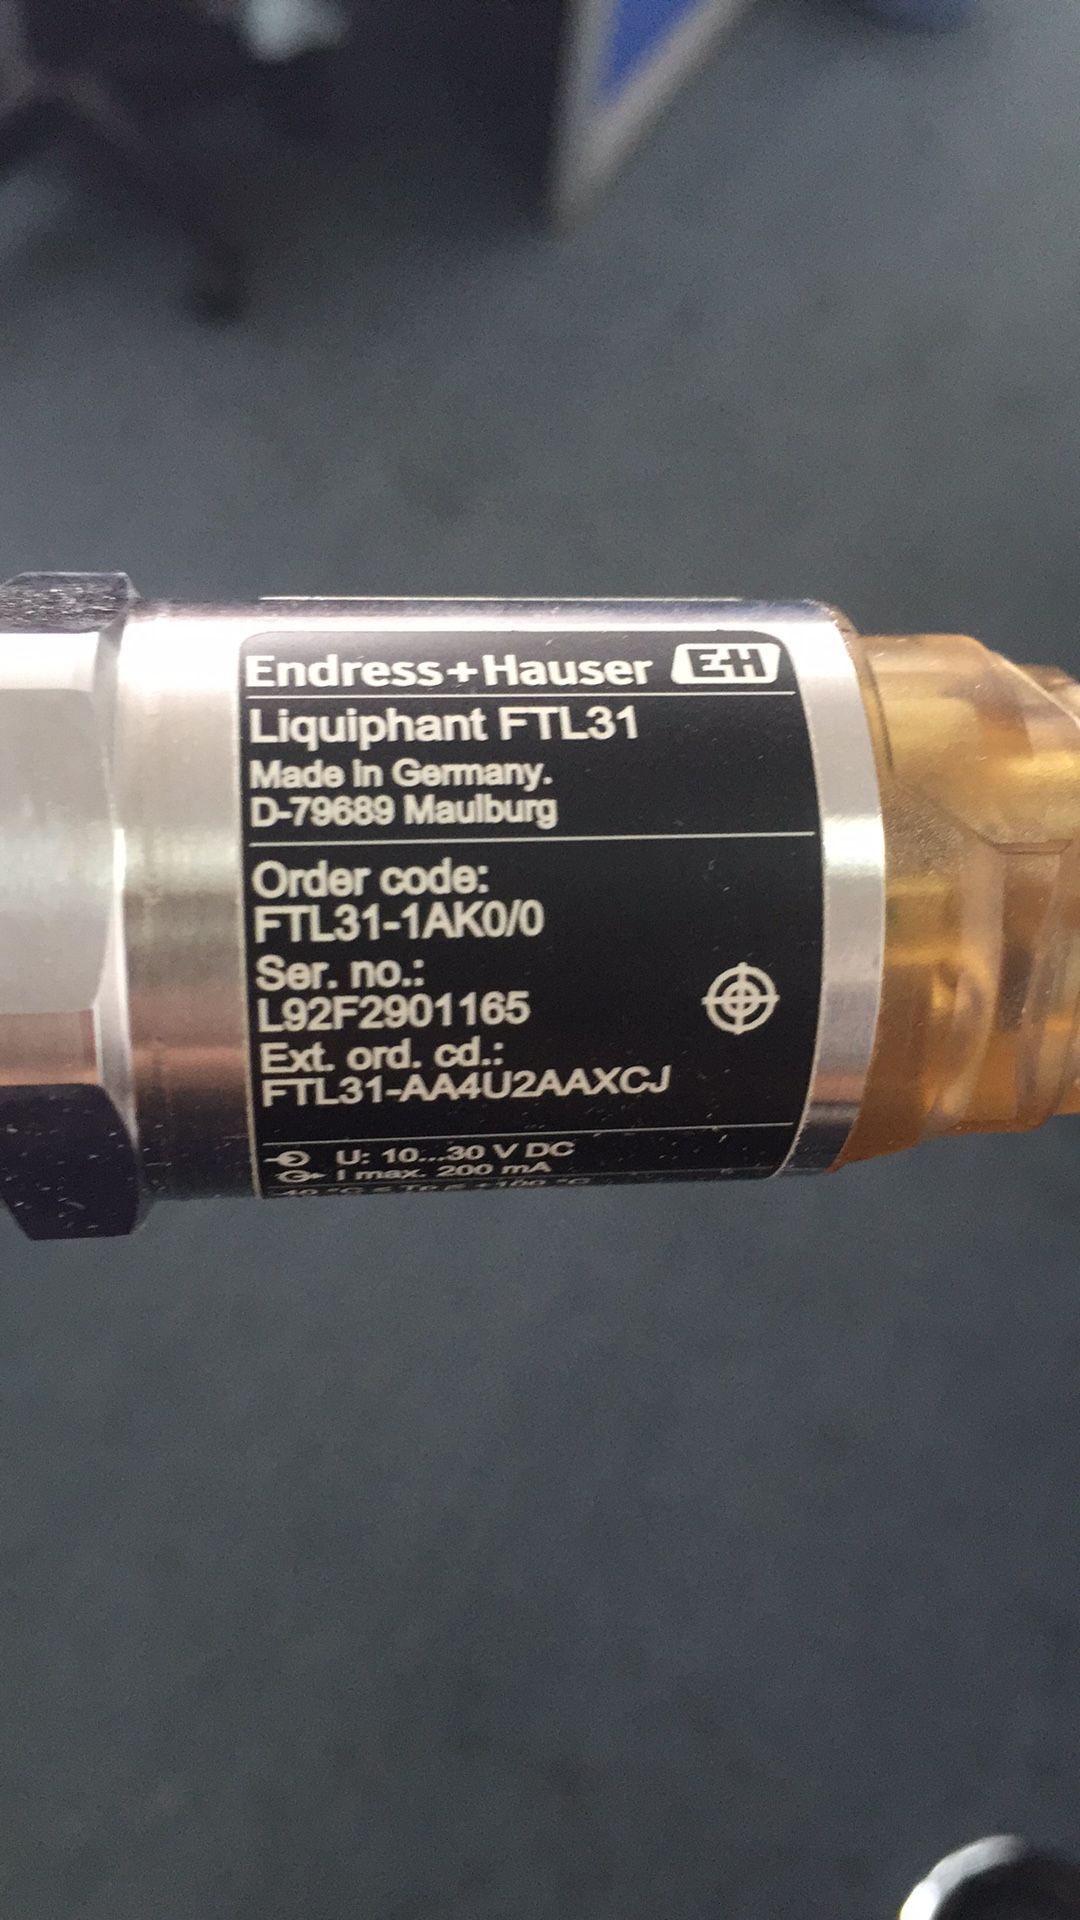 Endress+Hauser EH
Liquiphant FTL31
Made in Germany.
D-79689 Maulburg
Order code:
FTL31-1AK0/0
Ser. no.:
L92F2901165
Ext. ord. cd.:
FTL31-AA4U2AAXCJ
U: 10...30 V DC
I max. 200 mA